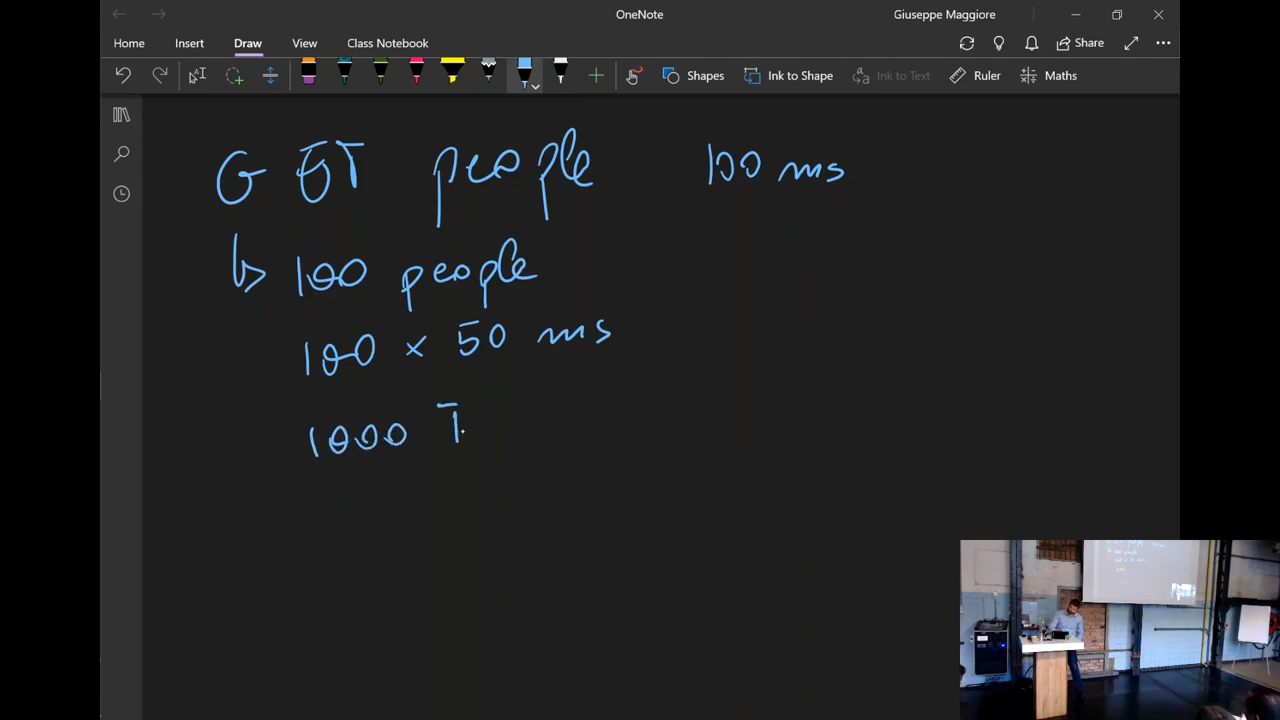 OneNote
Giuseppe Maggiore
Home Insert Draw View Class Notebook Share
Shapes Ink to Shape Ink to Text Ruler Maths
GET people 100 ms
100 people
100 × 50 ms
1000 T